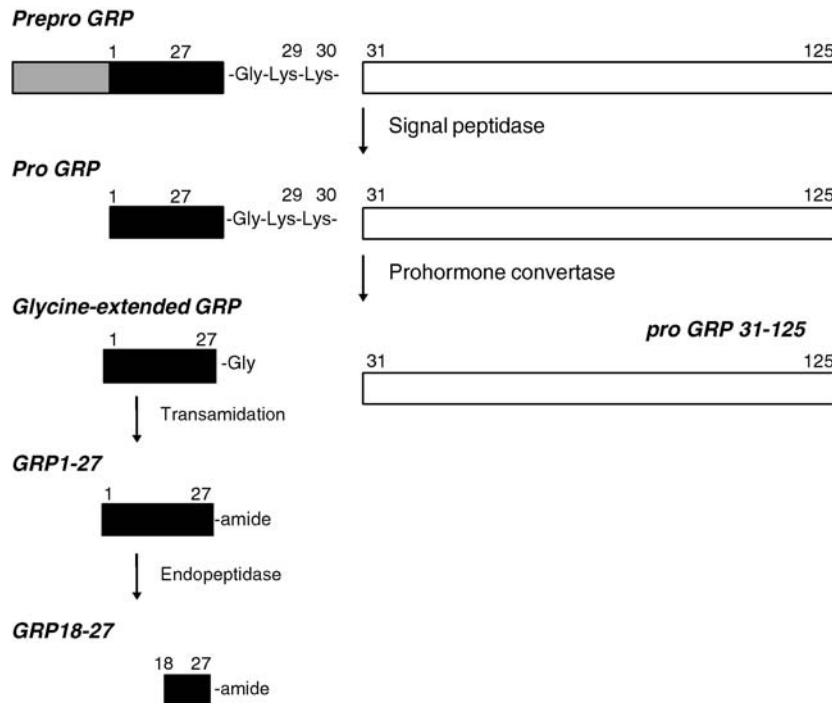 Prepro GRP
1 27 29 30 31 125
-Gly-Lys-Lys-
Signal peptidase
Pro GRP
1 27 29 30 31 125
-Gly-Lys-Lys-
Prohormone convertase
Glycine-extended GRP
pro GRP 31-125
1 27 31 125
-Gly
Transamidation
GRP1-27
1 27
-amide
Endopeptidase
GRP18-27
18 27
-amide